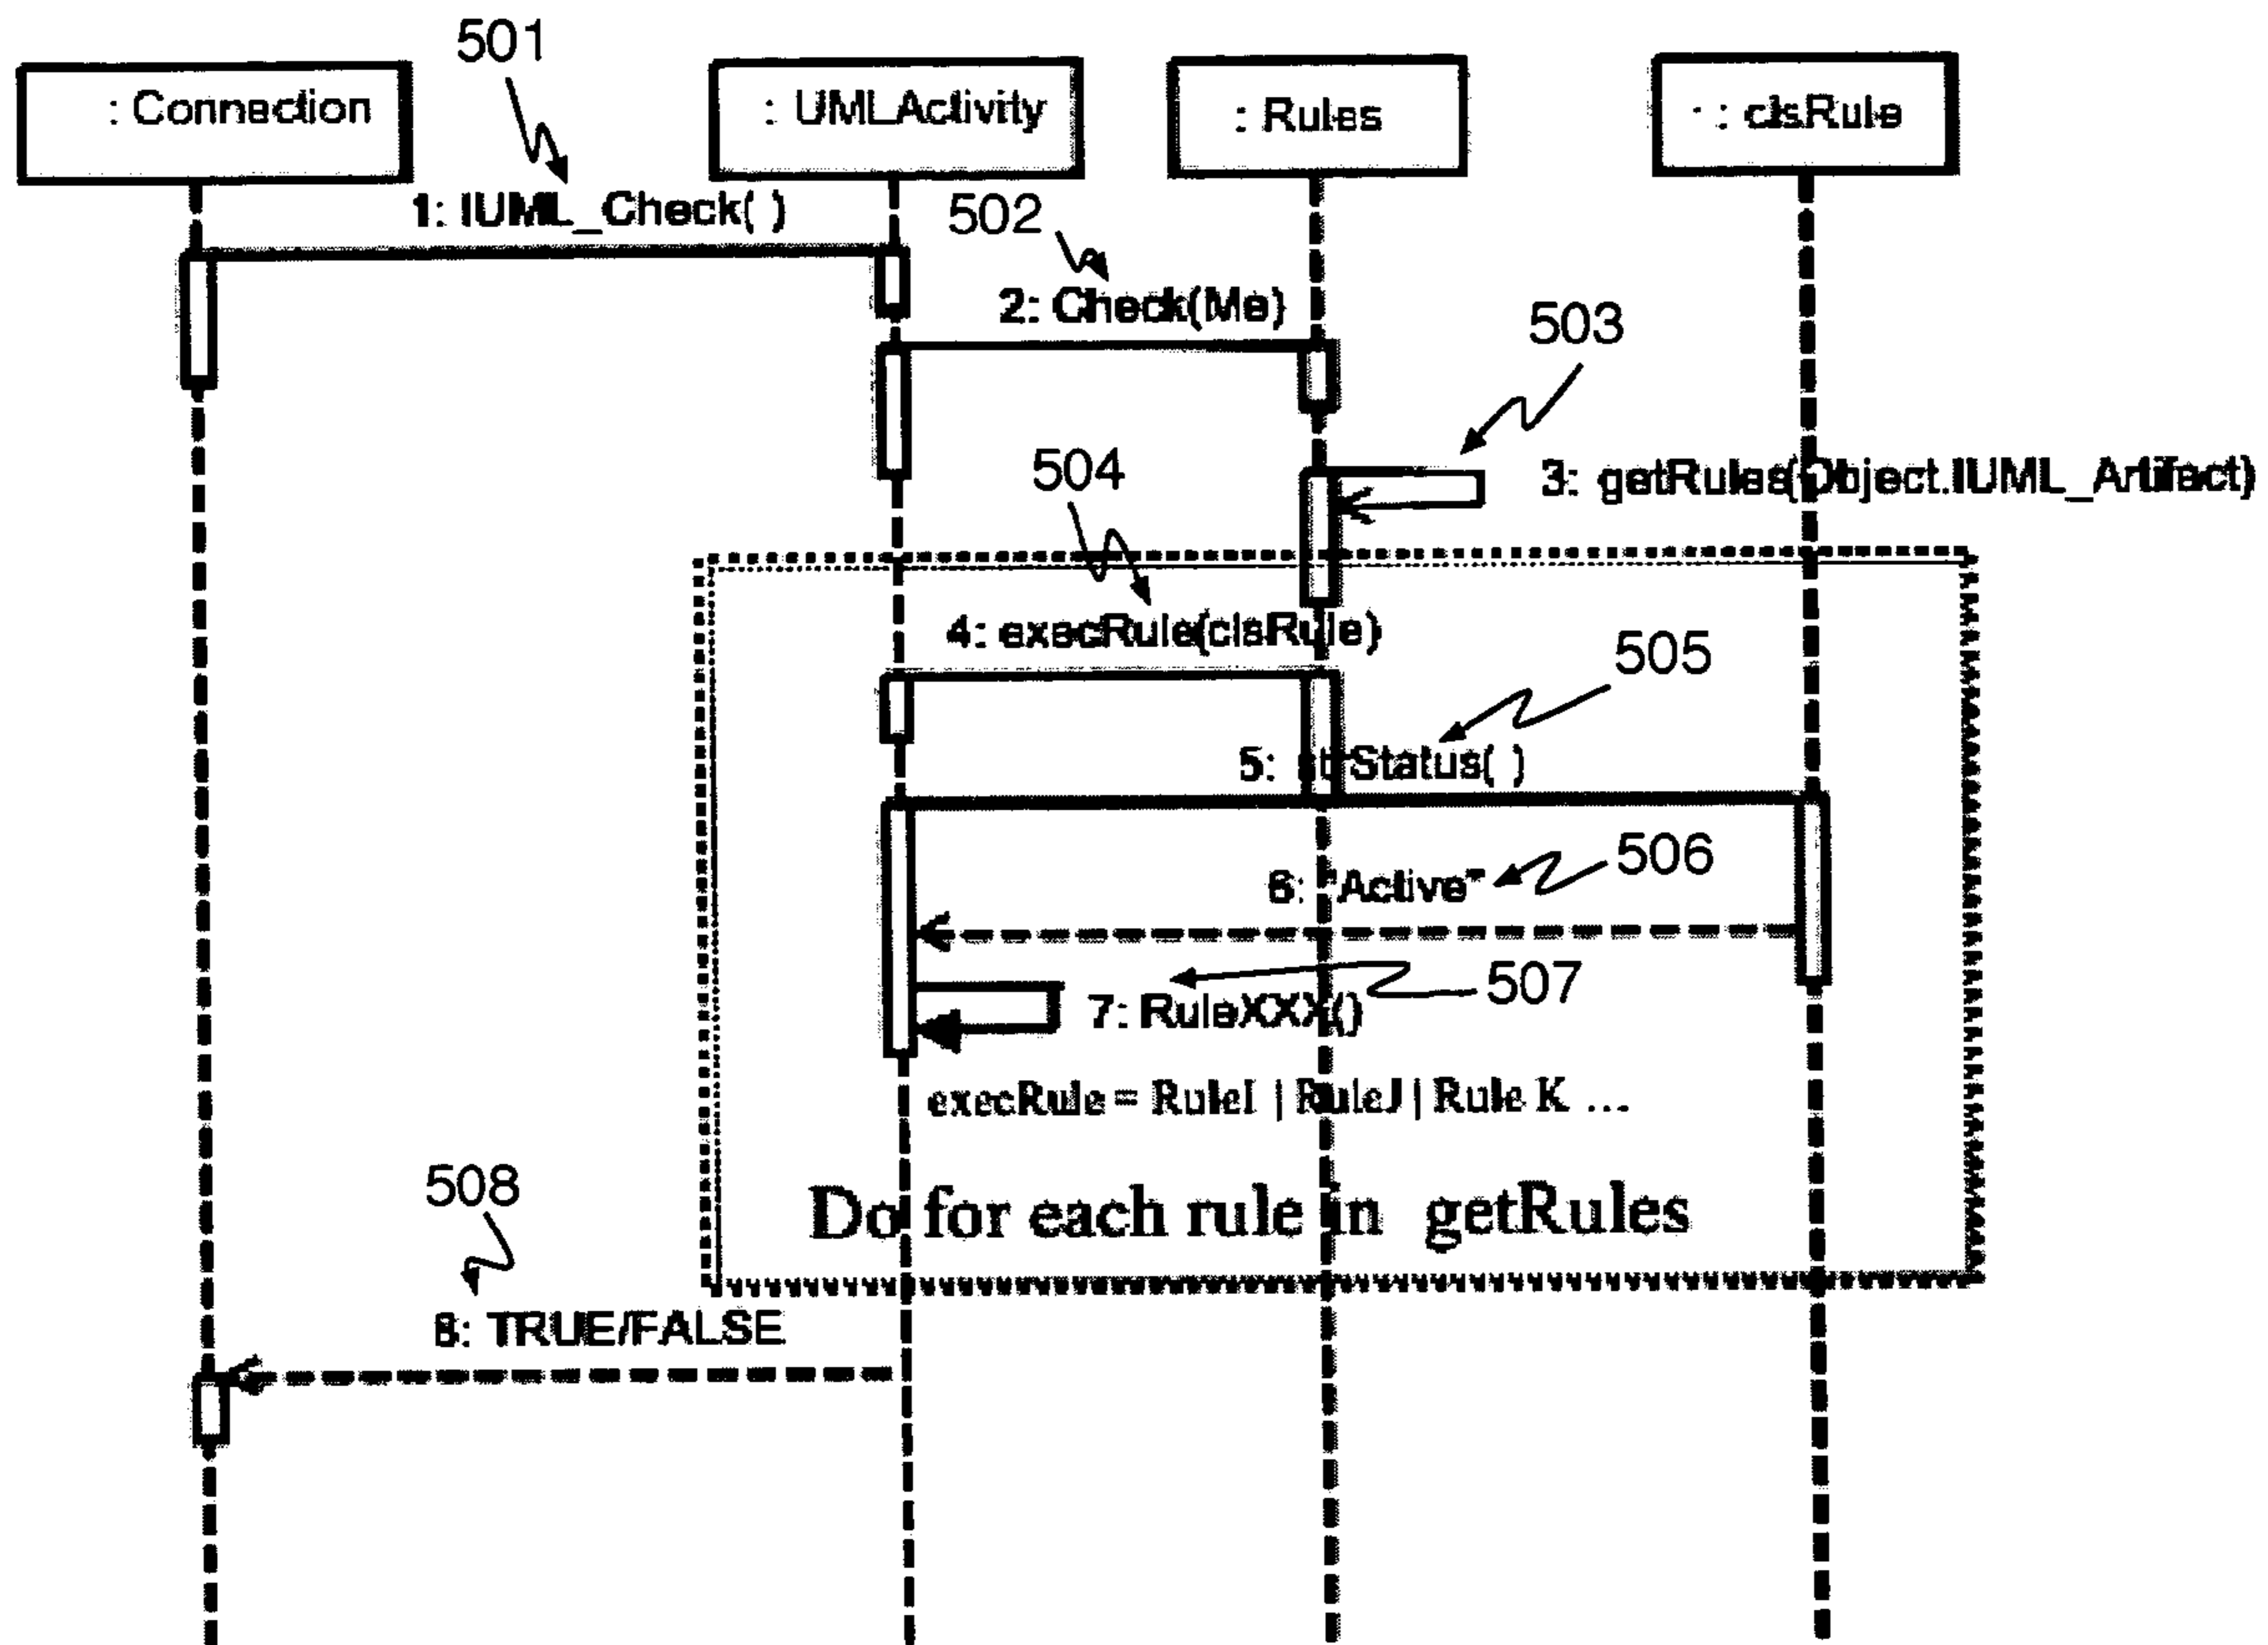 501
: Connection
: UMLActivity
: Rules
: clsRule
1: IUML_Check( )
502
2: Check(Me)
503
504
3: getRules(Object.IUML_Artifact)
4: execRule(clsRule)
505
5: Status( )
506
6: "Active"
507
7: RuleXXX()
execRule = RuleI | RuleJ | Rule K ...
Do for each rule in getRules
508
8: TRUE/FALSE